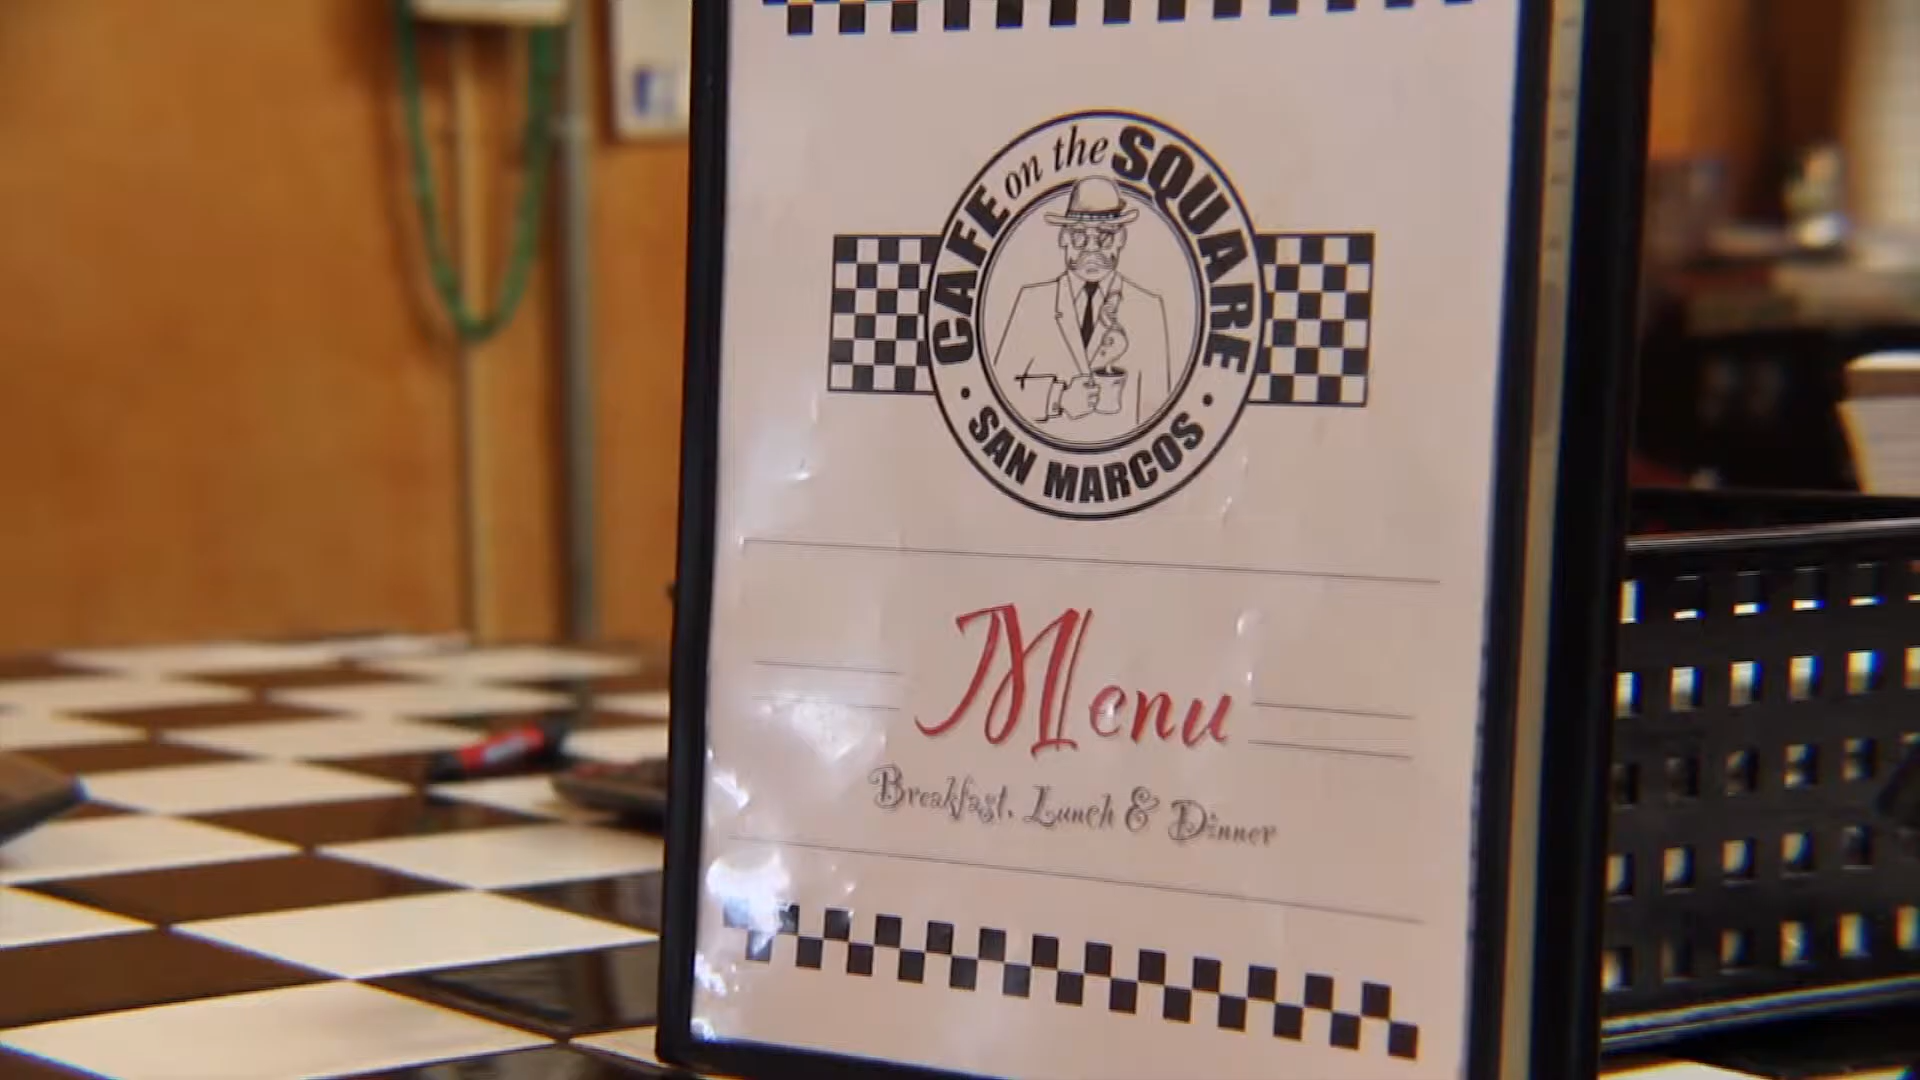 CAFE on the SQUARE
SAN MARCOS
Menu
Breakfast, Lunch & Dinner